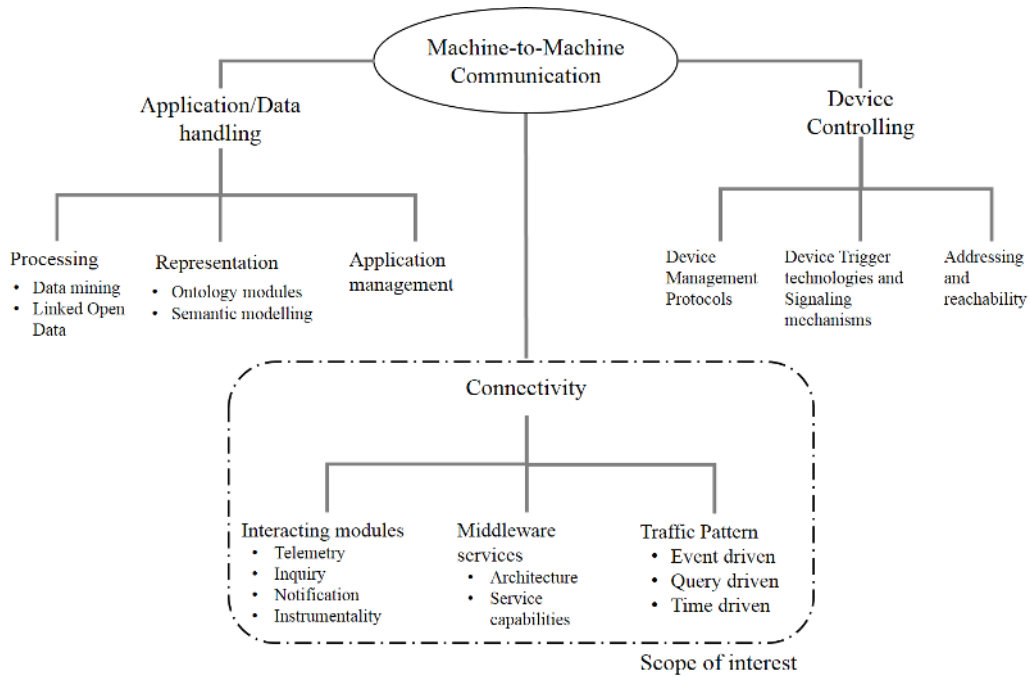 Machine-to-Machine
Communication
Application/Data
handling
Device
Controlling
Processing
• Data mining
• Linked Open
Data
Representation
• Ontology modules
• Semantic modelling
Application
management
Device
Management
Protocols
Device Trigger
technologies and
Signaling
mechanisms
Addressing
and
reachability
Connectivity
Interacting modules
• Telemetry
• Inquiry
• Notification
• Instrumentality
Middleware
services
• Architecture
• Service
capabilities
Traffic Pattern
• Event driven
• Query driven
• Time driven
Scope of interest